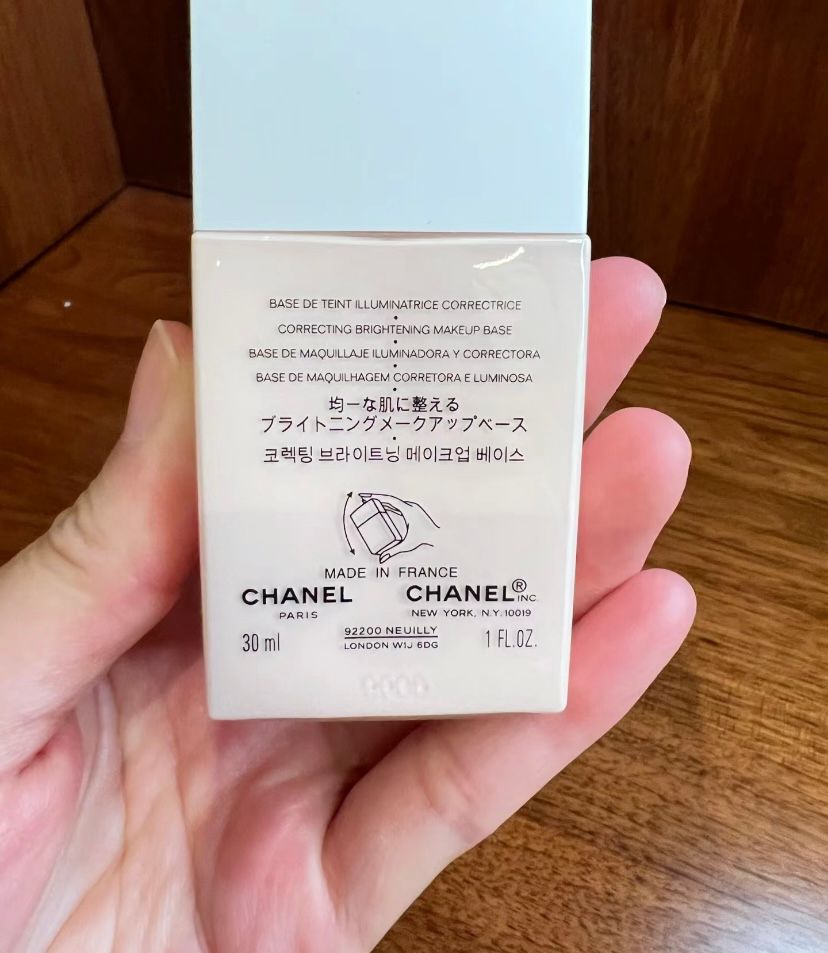 BASE DE TEINT ILLUMINATRICE CORRECTRICE
•
CORRECTING BRIGHTENING MAKEUP BASE
•
BASE DE MAQUILLAJE ILUMINADORA Y CORRECTORA
•
BASE DE MAQUILHAGEM CORRETORA E LUMINOSA
•
均一な肌に整える
ブライトニングメークアップベース
•
코렉팅 브라이트닝 메이크업 베이스
MADE IN FRANCE
CHANEL CHANEL® INC.
PARIS NEW YORK, N.Y. 10019
30 ml 92200 NEUILLY 1 FL.OZ.
LONDON W1J 6DG